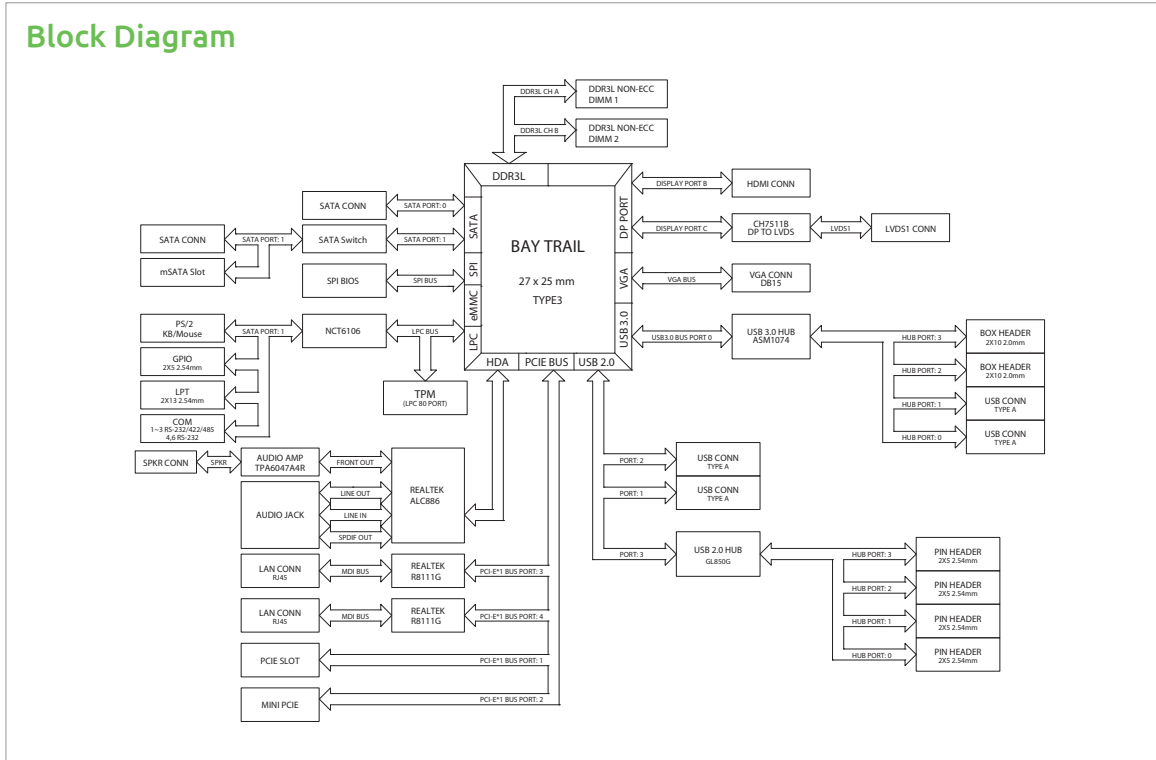 Block Diagram
DDR3L CH A
DDR3L NON-ECC
DIMM 1
DDR3L CH B
DDR3L NON-ECC
DIMM 2
DDR3L
SATA
SPI
eMMC
LPC
HDA
PCIE BUS
USB 2.0
DP PORT
VGA
USB 3.0
BAY TRAIL
27 x 25 mm
TYPE3
SATA CONN
SATA PORT: 0
SATA CONN
SATA PORT: 1
SATA Switch
SATA PORT: 1
mSATA Slot
SPI BIOS
SPI BUS
PS/2
KB/Mouse
SATA PORT: 1
NCT6106
LPC BUS
GPIO
2X5 2.54mm
LPT
2X13 2.54mm
COM
1~3 RS-232/422/485
4,6 RS-232
TPM
(LPC 80 PORT)
DISPLAY PORT B
HDMI CONN
DISPLAY PORT C
CH7511B
DP TO LVDS
LVDS1
LVDS1 CONN
VGA BUS
VGA CONN
DB15
USB3.0 BUS PORT 0
USB 3.0 HUB
ASM1074
HUB PORT: 3
BOX HEADER
2X10 2.0mm
HUB PORT: 2
BOX HEADER
2X10 2.0mm
HUB PORT: 1
USB CONN
TYPE A
HUB PORT: 0
USB CONN
TYPE A
SPKR CONN
SPKR
AUDIO AMP
TPA6047A4R
FRONT OUT
AUDIO JACK
LINE OUT
LINE IN
SPDIF OUT
REALTEK
ALC886
LAN CONN
RJ45
MDI BUS
REALTEK
R8111G
PCI-E*1 BUS PORT: 3
LAN CONN
RJ45
MDI BUS
REALTEK
R8111G
PCI-E*1 BUS PORT: 4
PCIE SLOT
PCI-E*1 BUS PORT: 1
MINI PCIE
PCI-E*1 BUS PORT: 2
PORT: 2
USB CONN
TYPE A
PORT: 1
USB CONN
TYPE A
PORT: 3
USB 2.0 HUB
GL850G
HUB PORT: 3
PIN HEADER
2X5 2.54mm
HUB PORT: 2
PIN HEADER
2X5 2.54mm
HUB PORT: 1
PIN HEADER
2X5 2.54mm
HUB PORT: 0
PIN HEADER
2X5 2.54mm